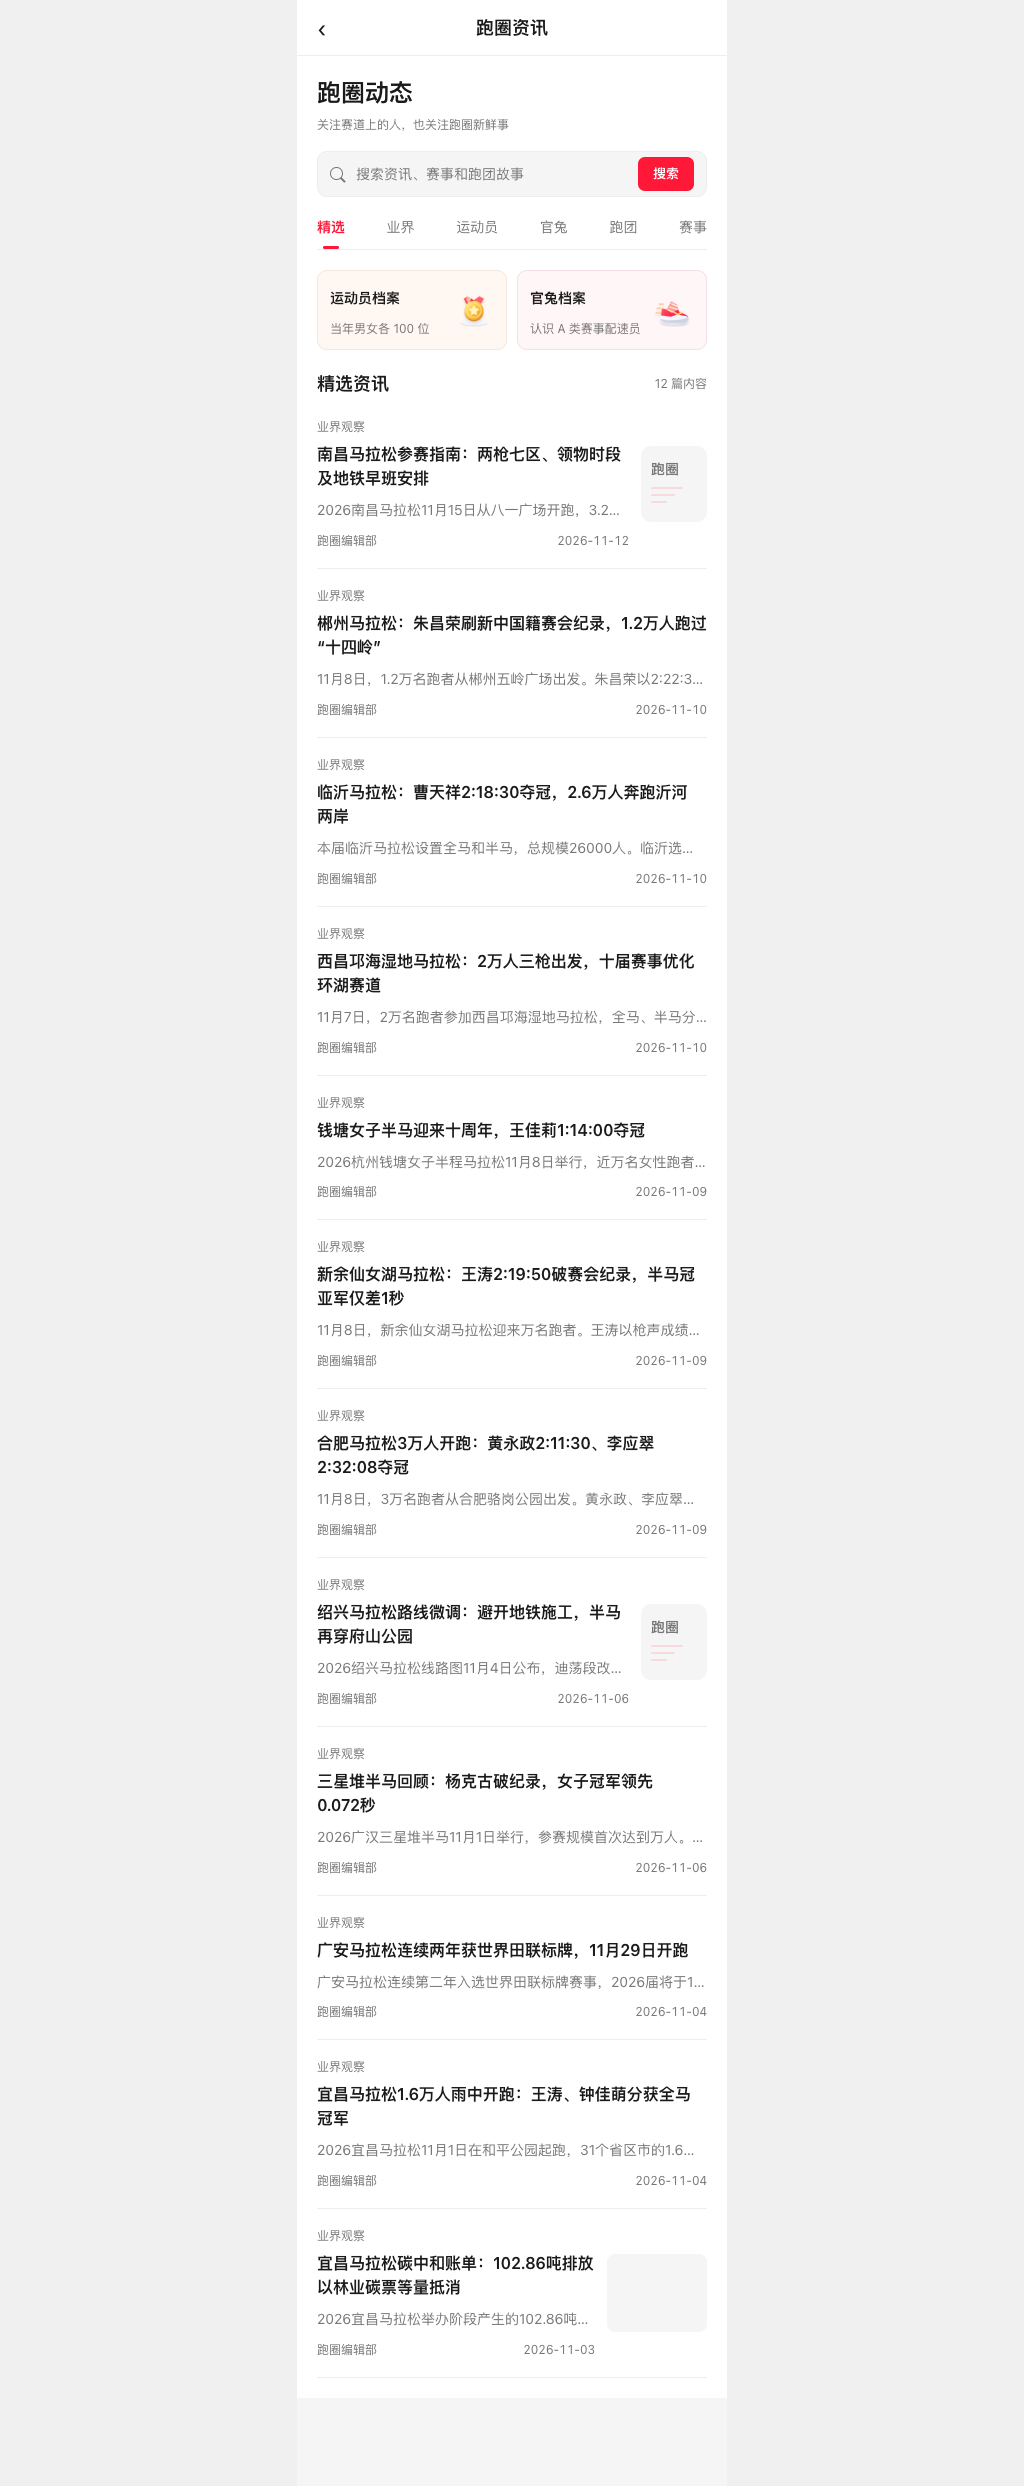 ‹ 跑圈资讯
跑圈动态
关注赛道上的人，也关注跑圈新鲜事
搜索资讯、赛事和跑团故事 搜索
精选 业界 运动员 官兔 跑团 赛事
运动员档案
当年男女各 100 位
官兔档案
认识 A 类赛事配速员
精选资讯 12 篇内容
业界观察
南昌马拉松参赛指南：两枪七区、领物时段
及地铁早班安排
2026南昌马拉松11月15日从八一广场开跑，3.2...
跑圈编辑部 2026-11-12
跑圈
业界观察
郴州马拉松：朱昌荣刷新中国籍赛会纪录，1.2万人跑过
“十四岭”
11月8日，1.2万名跑者从郴州五岭广场出发。朱昌荣以2:22:3...
跑圈编辑部 2026-11-10
业界观察
临沂马拉松：曹天祥2:18:30夺冠，2.6万人奔跑沂河
两岸
本届临沂马拉松设置全马和半马，总规模26000人。临沂选...
跑圈编辑部 2026-11-10
业界观察
西昌邛海湿地马拉松：2万人三枪出发，十届赛事优化
环湖赛道
11月7日，2万名跑者参加西昌邛海湿地马拉松，全马、半马分...
跑圈编辑部 2026-11-10
业界观察
钱塘女子半马迎来十周年，王佳莉1:14:00夺冠
2026杭州钱塘女子半程马拉松11月8日举行，近万名女性跑者...
跑圈编辑部 2026-11-09
业界观察
新余仙女湖马拉松：王涛2:19:50破赛会纪录，半马冠
亚军仅差1秒
11月8日，新余仙女湖马拉松迎来万名跑者。王涛以枪声成绩...
跑圈编辑部 2026-11-09
业界观察
合肥马拉松3万人开跑：黄永政2:11:30、李应翠
2:32:08夺冠
11月8日，3万名跑者从合肥骆岗公园出发。黄永政、李应翠...
跑圈编辑部 2026-11-09
业界观察
绍兴马拉松路线微调：避开地铁施工，半马
再穿府山公园
2026绍兴马拉松线路图11月4日公布，迪荡段改...
跑圈编辑部 2026-11-06
跑圈
业界观察
三星堆半马回顾：杨克古破纪录，女子冠军领先
0.072秒
2026广汉三星堆半马11月1日举行，参赛规模首次达到万人。...
跑圈编辑部 2026-11-06
业界观察
广安马拉松连续两年获世界田联标牌，11月29日开跑
广安马拉松连续第二年入选世界田联标牌赛事，2026届将于1...
跑圈编辑部 2026-11-04
业界观察
宜昌马拉松1.6万人雨中开跑：王涛、钟佳萌分获全马
冠军
2026宜昌马拉松11月1日在和平公园起跑，31个省区市的1.6...
跑圈编辑部 2026-11-04
业界观察
宜昌马拉松碳中和账单：102.86吨排放
以林业碳票等量抵消
2026宜昌马拉松举办阶段产生的102.86吨...
跑圈编辑部 2026-11-03